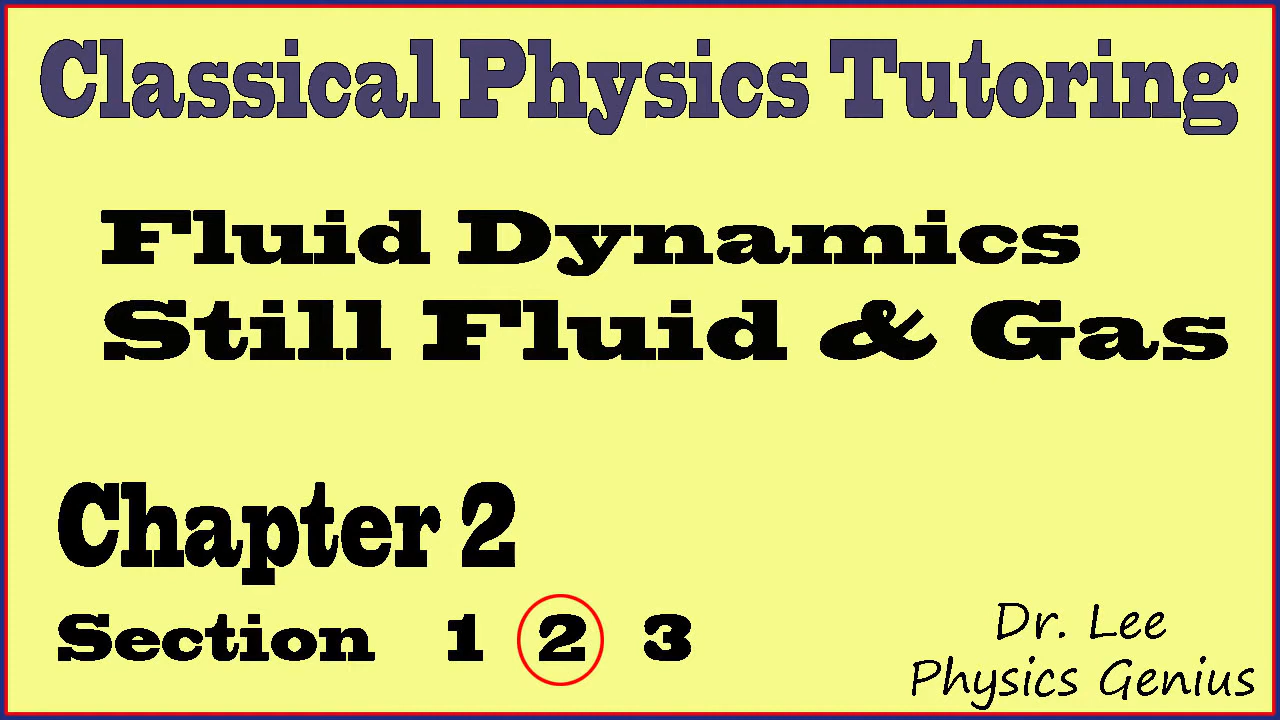 Classical Physics Tutoring
Fluid Dynamics
Still Fluid & Gas
Chapter 2
Section 1 2 3
Dr. Lee
Physics Genius